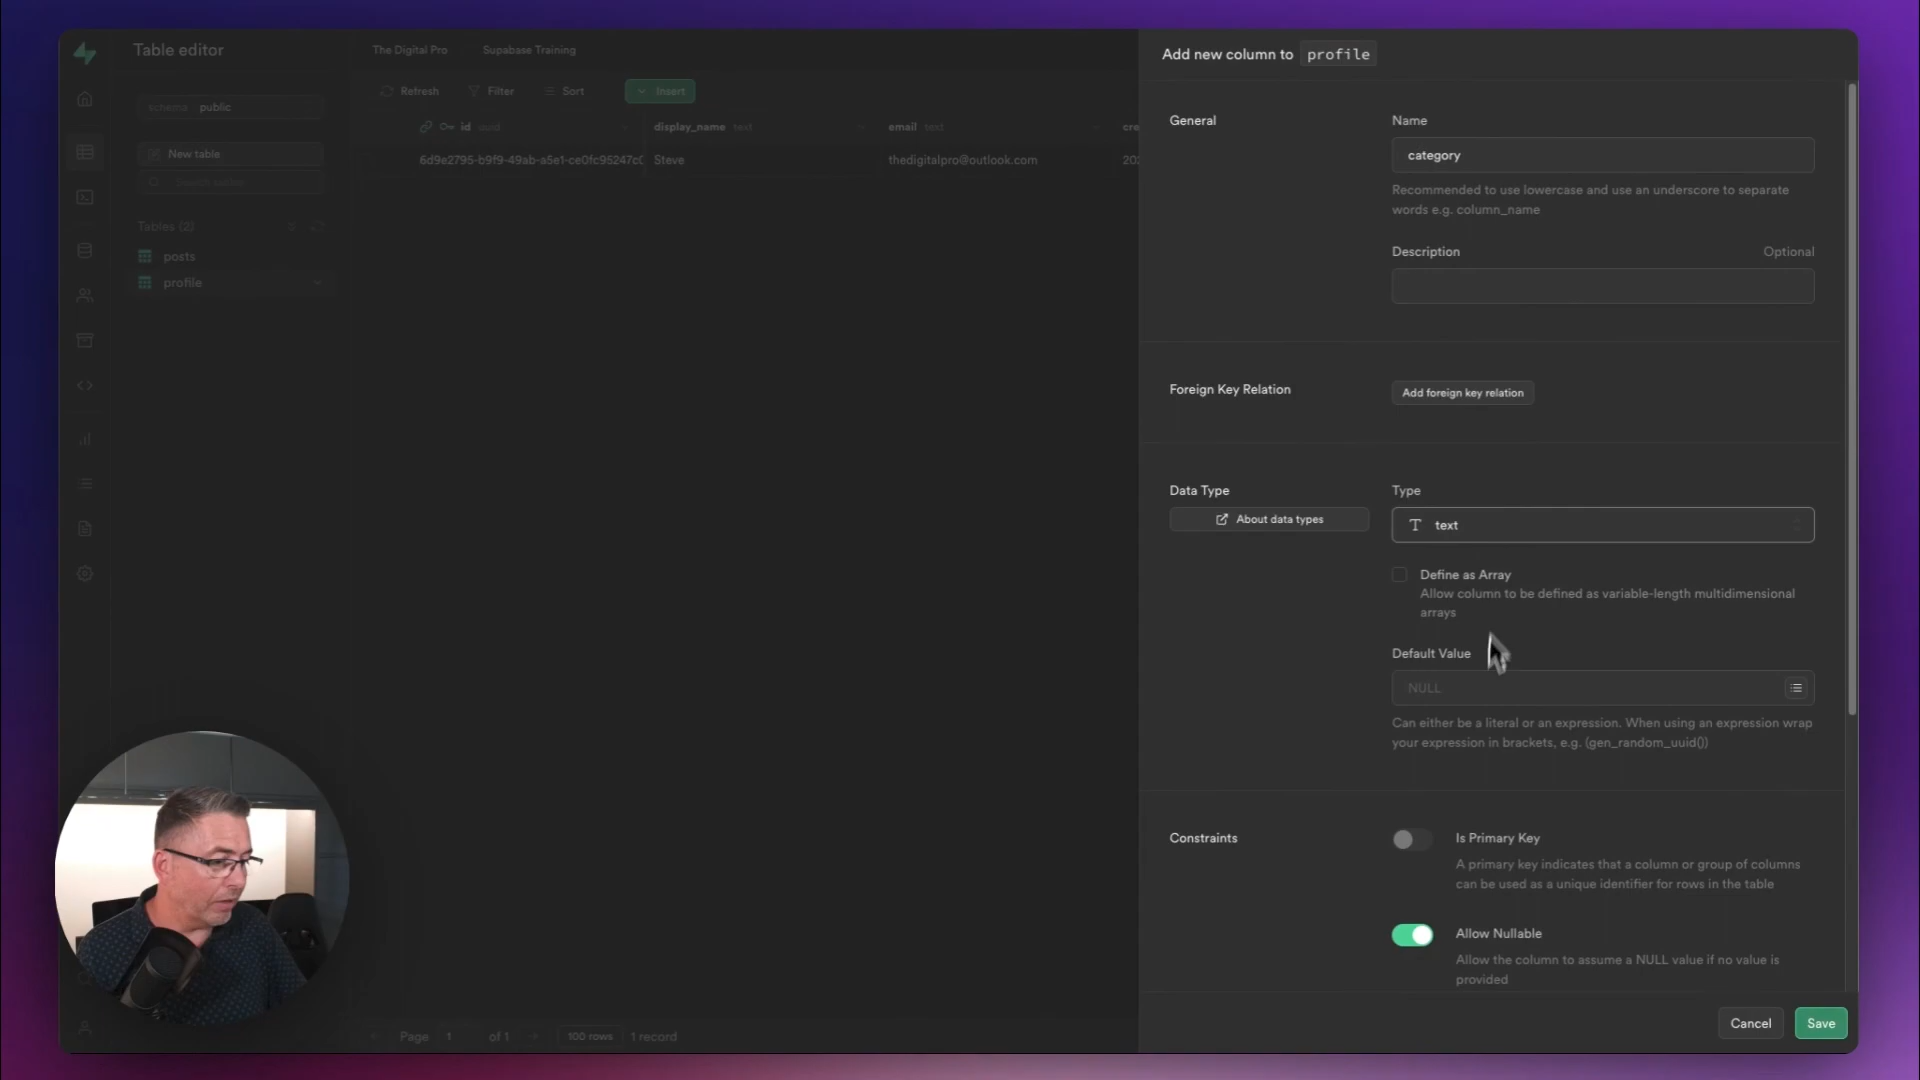 Table editor
The Digital Pro
Supabase Training
Add new column to profile
schema public
Refresh
Filter
Sort
Insert
id uuid
display_name text
email text
Steve
thedigitalpro@outlook.com
New table
Search tables
Tables (2)
posts
profile
General
Name
category
Recommended to use lowercase and use an underscore to separate
words e.g. column_name
Description
Optional
Foreign Key Relation
Add foreign key relation
Data Type
About data types
Type
text
Define as Array
Allow column to be defined as variable-length multidimensional
arrays
Default Value
NULL
Can either be a literal or an expression. When using an expression wrap
your expression in brackets, e.g. (gen_random_uuid())
Constraints
Is Primary Key
A primary key indicates that a column or group of columns
can be used as a unique identifier for rows in the table
Allow Nullable
Allow the column to assume a NULL value if no value is
provided
Page 1 of 1
100 rows
1 record
Cancel
Save